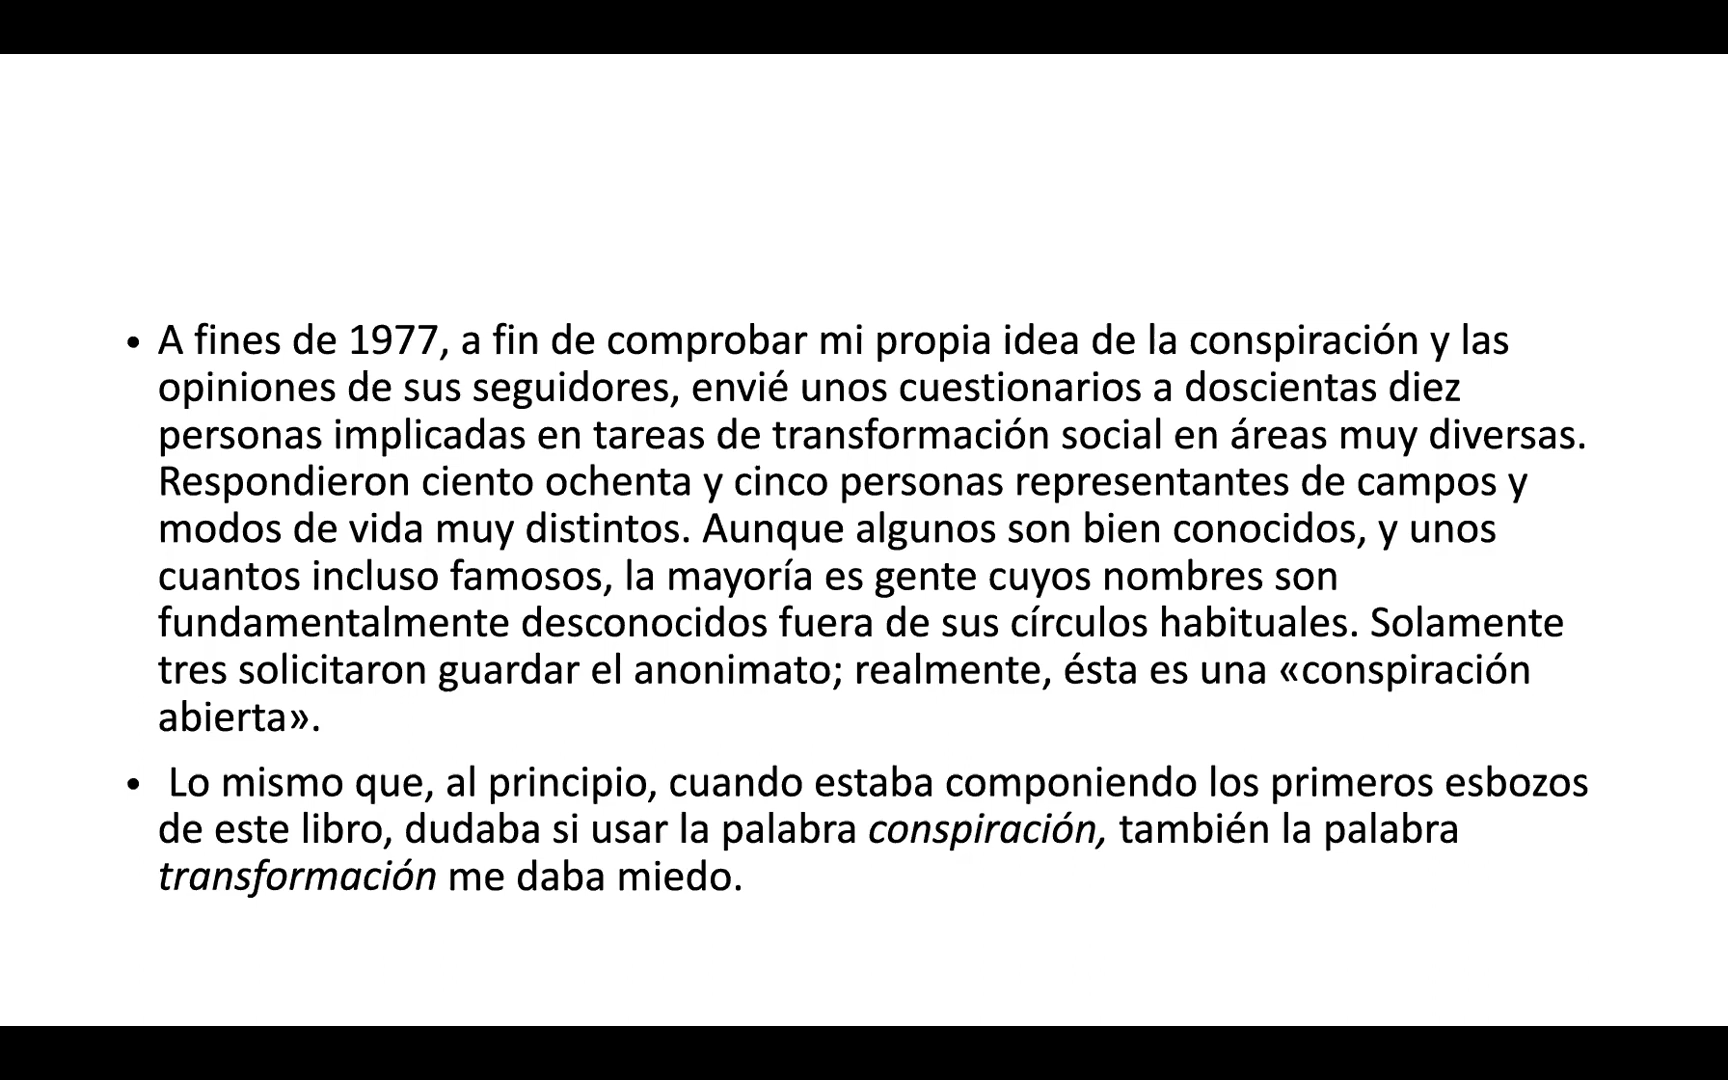 • A fines de 1977, a fin de comprobar mi propia idea de la conspiración y las
opiniones de sus seguidores, envié unos cuestionarios a doscientas diez
personas implicadas en tareas de transformación social en áreas muy diversas.
Respondieron ciento ochenta y cinco personas representantes de campos y
modos de vida muy distintos. Aunque algunos son bien conocidos, y unos
cuantos incluso famosos, la mayoría es gente cuyos nombres son
fundamentalmente desconocidos fuera de sus círculos habituales. Solamente
tres solicitaron guardar el anonimato; realmente, ésta es una «conspiración
abierta».
• Lo mismo que, al principio, cuando estaba componiendo los primeros esbozos
de este libro, dudaba si usar la palabra conspiración, también la palabra
transformación me daba miedo.